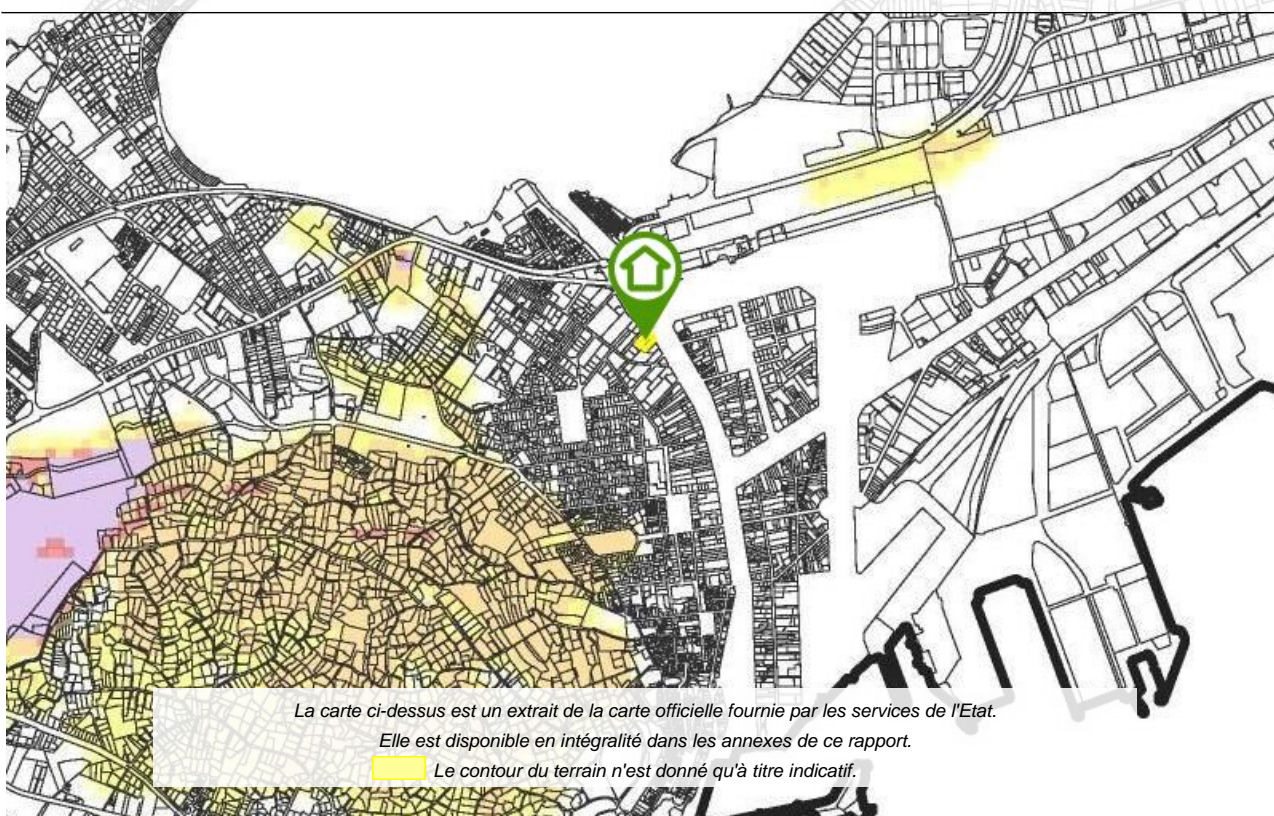 La carte ci-dessus est un extrait de la carte officielle fournie par les services de l'Etat.
Elle est disponible en intégralité dans les annexes de ce rapport.
Le contour du terrain n'est donné qu'à titre indicatif.